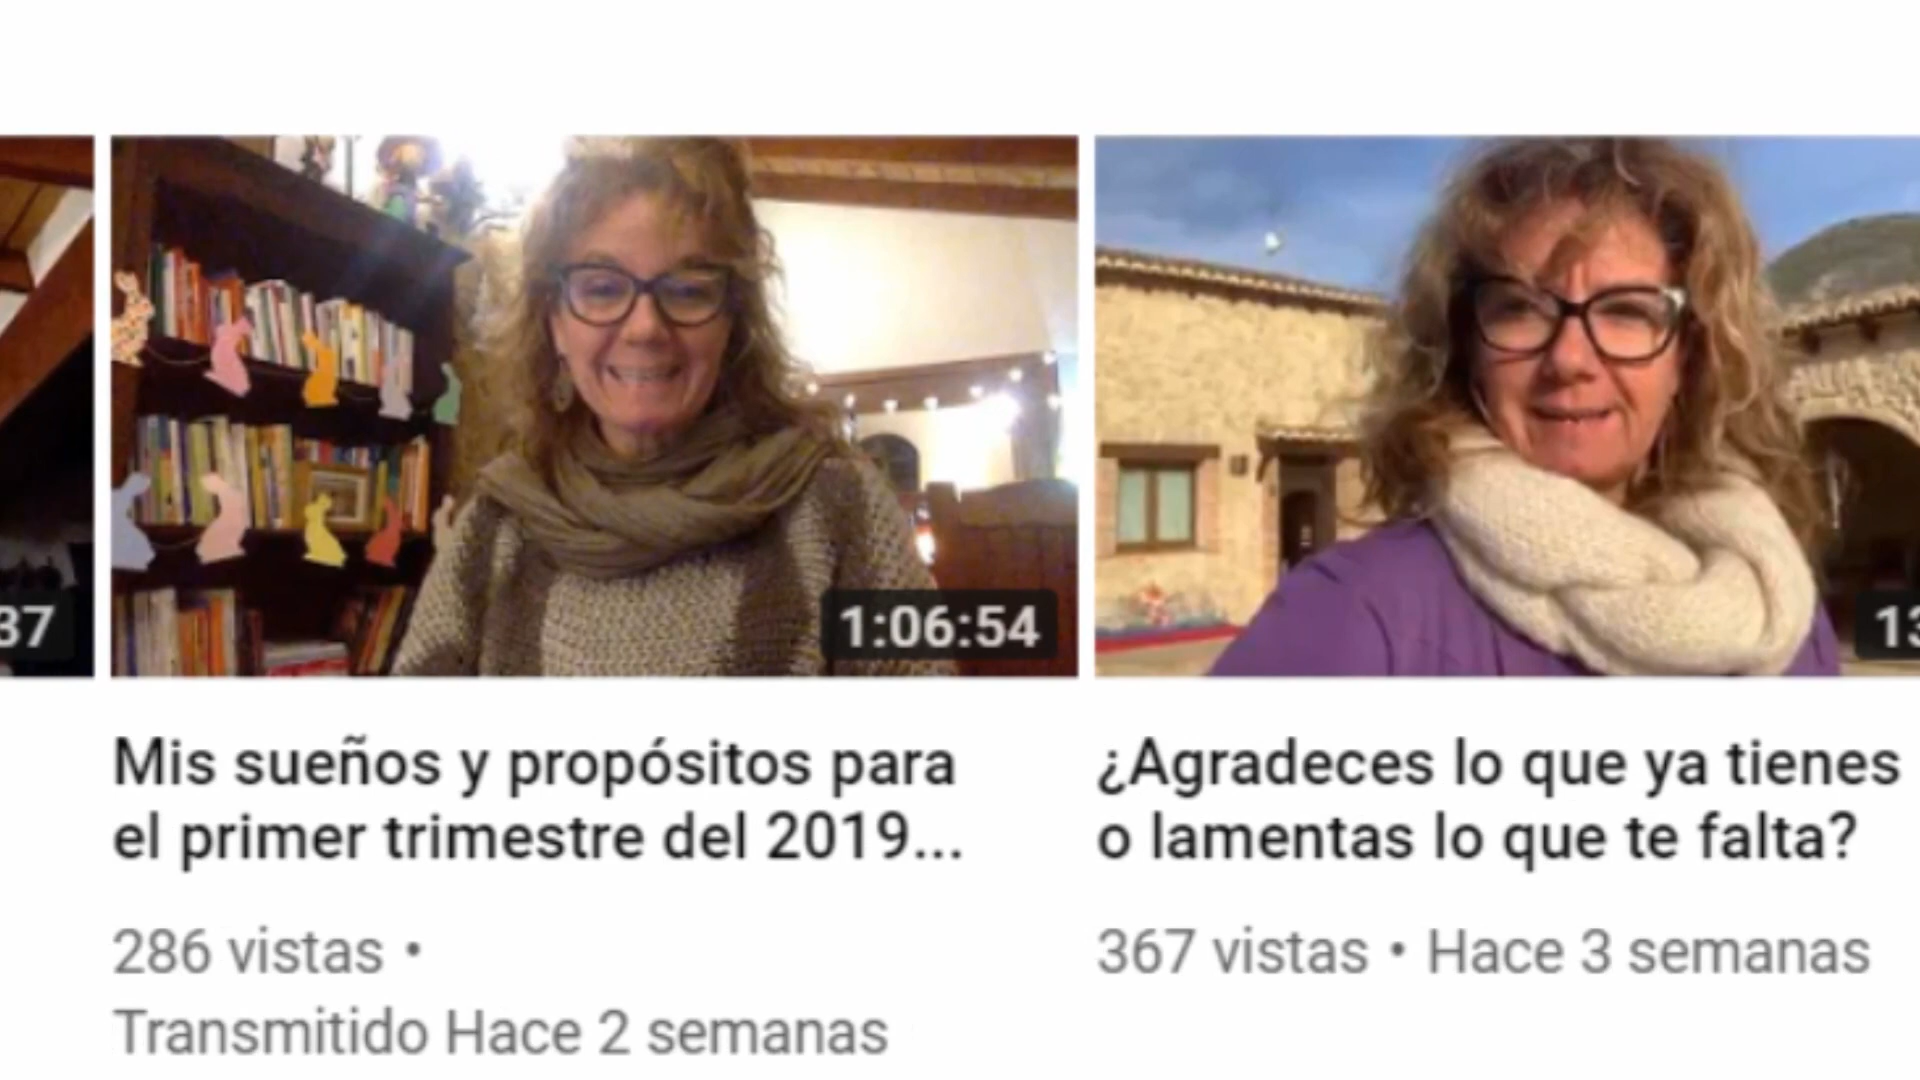 37
1:06:54
13
Mis sueños y propósitos para
el primer trimestre del 2019...
286 vistas •
Transmitido Hace 2 semanas
¿Agradeces lo que ya tienes
o lamentas lo que te falta?
367 vistas • Hace 3 semanas